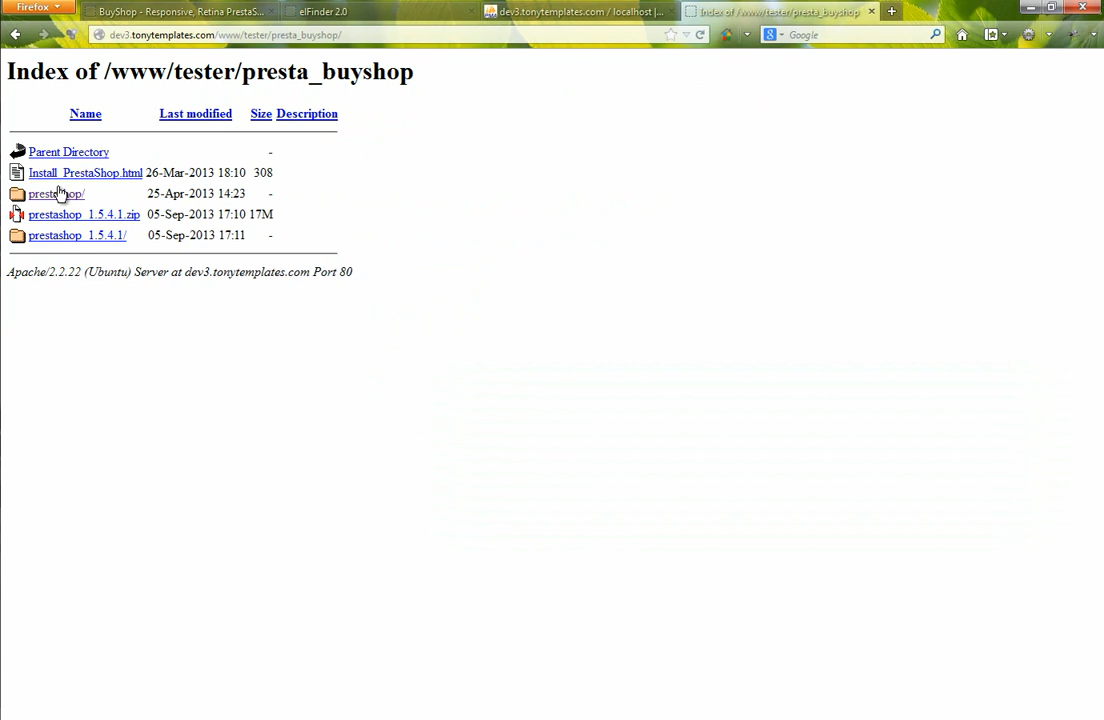 Firefox
BuyShop - Responsive, Retina PrestaS...
elFinder 2.0
dev3.tonytemplates.com / localhost |...
Index of /www/tester/presta_buyshop
dev3.tonytemplates.com/www/tester/presta_buyshop/
Google
Index of /www/tester/presta_buyshop
Name Last modified Size Description
Parent Directory -
Install_PrestaShop.html 26-Mar-2013 18:10 308
prestashop/ 25-Apr-2013 14:23 -
prestashop_1.5.4.1.zip 05-Sep-2013 17:10 17M
prestashop_1.5.4.1/ 05-Sep-2013 17:11 -
Apache/2.2.22 (Ubuntu) Server at dev3.tonytemplates.com Port 80